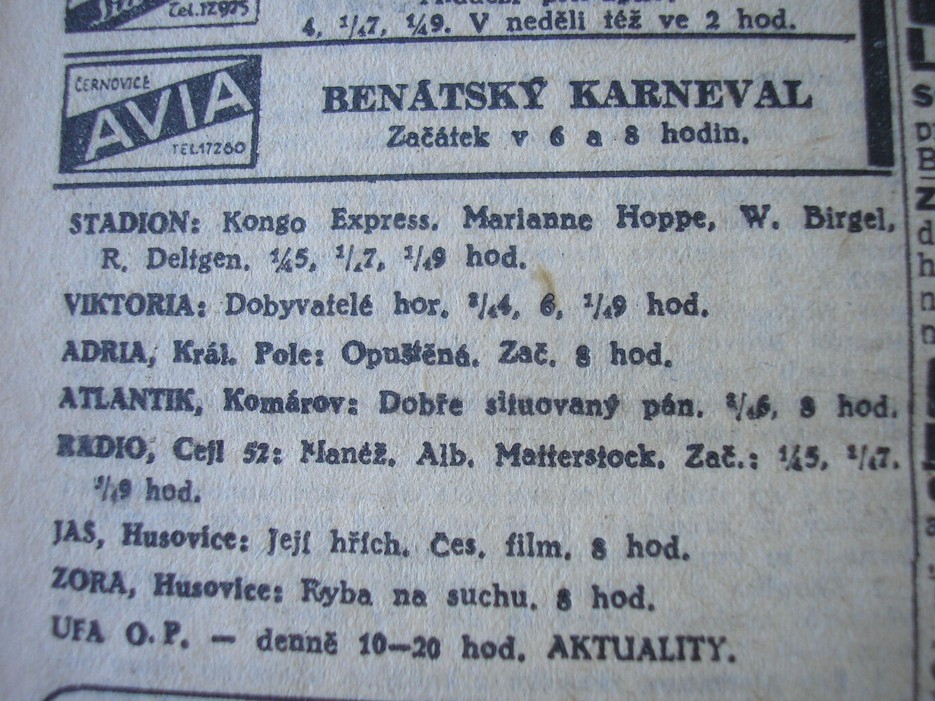 Tel.17975
4, ¼7, ¼9. V neděli též ve 2 hod.
ČERNOVICE
AVIA
TEL.17260
BENÁTSKÝ KARNEVAL
Začátek v 6 a 8 hodin.
STADION: Kongo Express. Marianne Hoppe, W. Birgel,
R. Deltgen. ¼5, ¼7, ¼9 hod.
VIKTORIA: Dobyvatelé hor. ¾4, 6, ¼9 hod.
ADRIA, Král. Pole: Opuštěná. Zač. 8 hod.
ATLANTIK, Komárov: Dobře situovaný pán. ¾6, 8 hod.
RADIO, Cejl 52: Manéž. Alb. Matterstock. Zač.: ¼5, ¼7,
¼9 hod.
JAS, Husovice: Její hřích. Čes. film. 8 hod.
ZORA, Husovice: Ryba na suchu. 8 hod.
UFA O.P. — denně 10—20 hod. AKTUALITY.